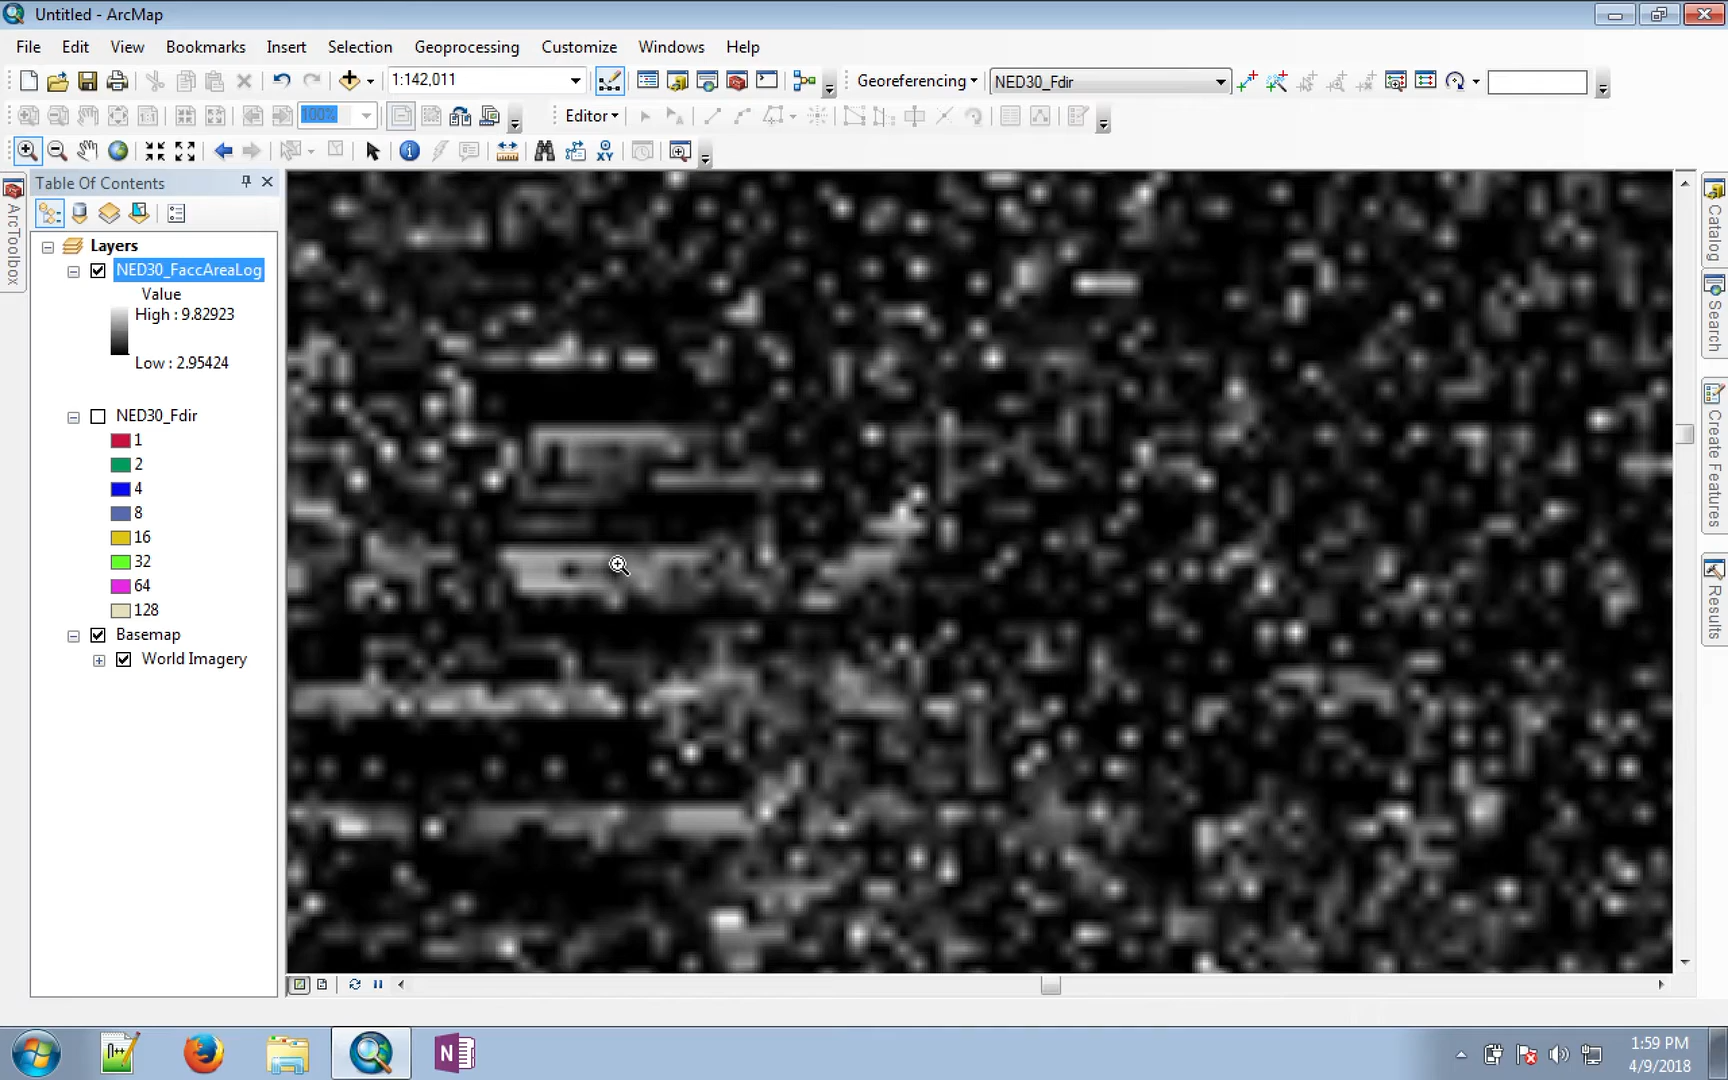 Untitled - ArcMap
File Edit View Bookmarks Insert Selection Geoprocessing Customize Windows Help
1:142,011 Georeferencing NED30_Fdir
100% Editor
XY
Table Of Contents
ArcToolbox
Layers
NED30_FaccAreaLog
Value
High : 9.82923
Low : 2.95424
NED30_Fdir
1
2
4
8
16
32
64
128
Basemap
World Imagery
Catalog
Search
Create Features
Results
N++
N
1:59 PM
4/9/2018